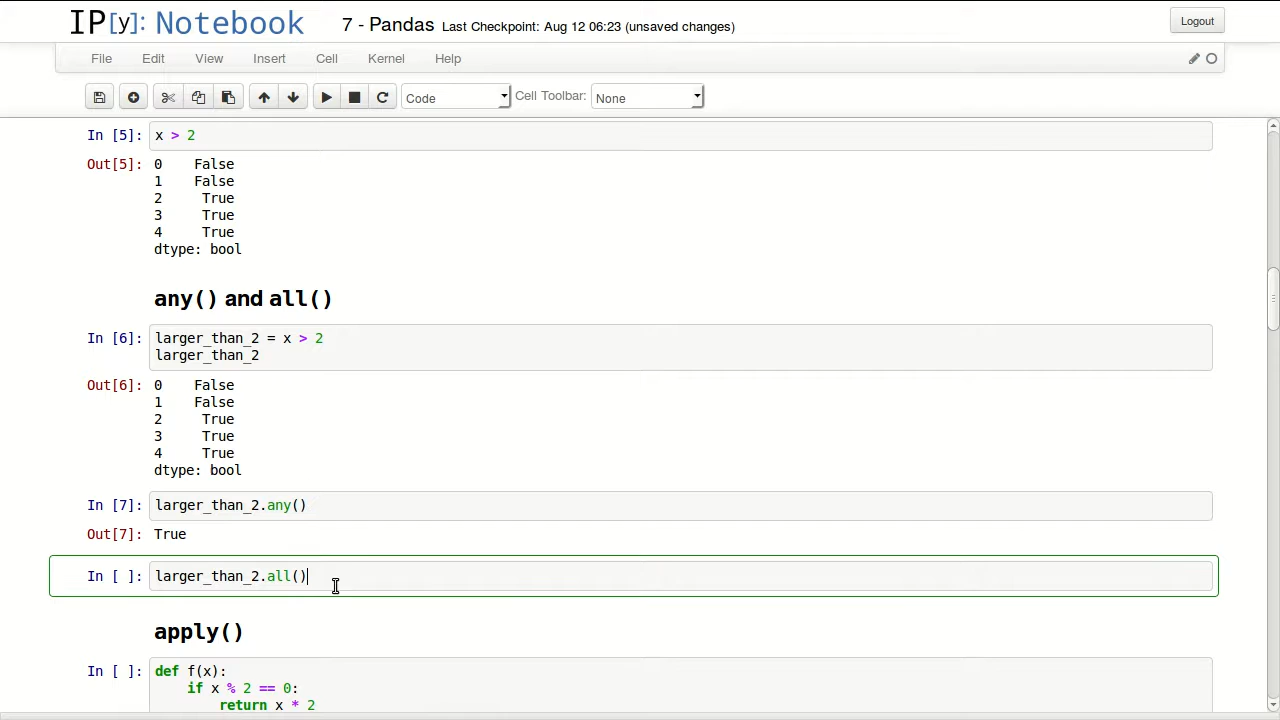 IP[y]: Notebook 7 - Pandas Last Checkpoint: Aug 12 06:23 (unsaved changes) Logout
File Edit View Insert Cell Kernel Help
Code Cell Toolbar: None
In [5]: x > 2
Out[5]: 0 False
1 False
2 True
3 True
4 True
dtype: bool
any() and all()
In [6]: larger_than_2 = x > 2
larger_than_2
Out[6]: 0 False
1 False
2 True
3 True
4 True
dtype: bool
In [7]: larger_than_2.any()
Out[7]: True
In [ ]: larger_than_2.all()
apply()
In [ ]: def f(x):
if x % 2 == 0:
return x * 2